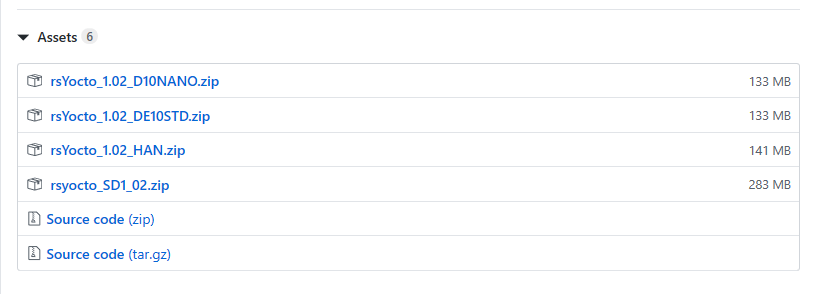 Assets 6
rsYocto_1.02_D10NANO.zip 133 MB
rsYocto_1.02_DE10STD.zip 133 MB
rsYocto_1.02_HAN.zip 141 MB
rsyocto_SD1_02.zip 283 MB
Source code (zip)
Source code (tar.gz)